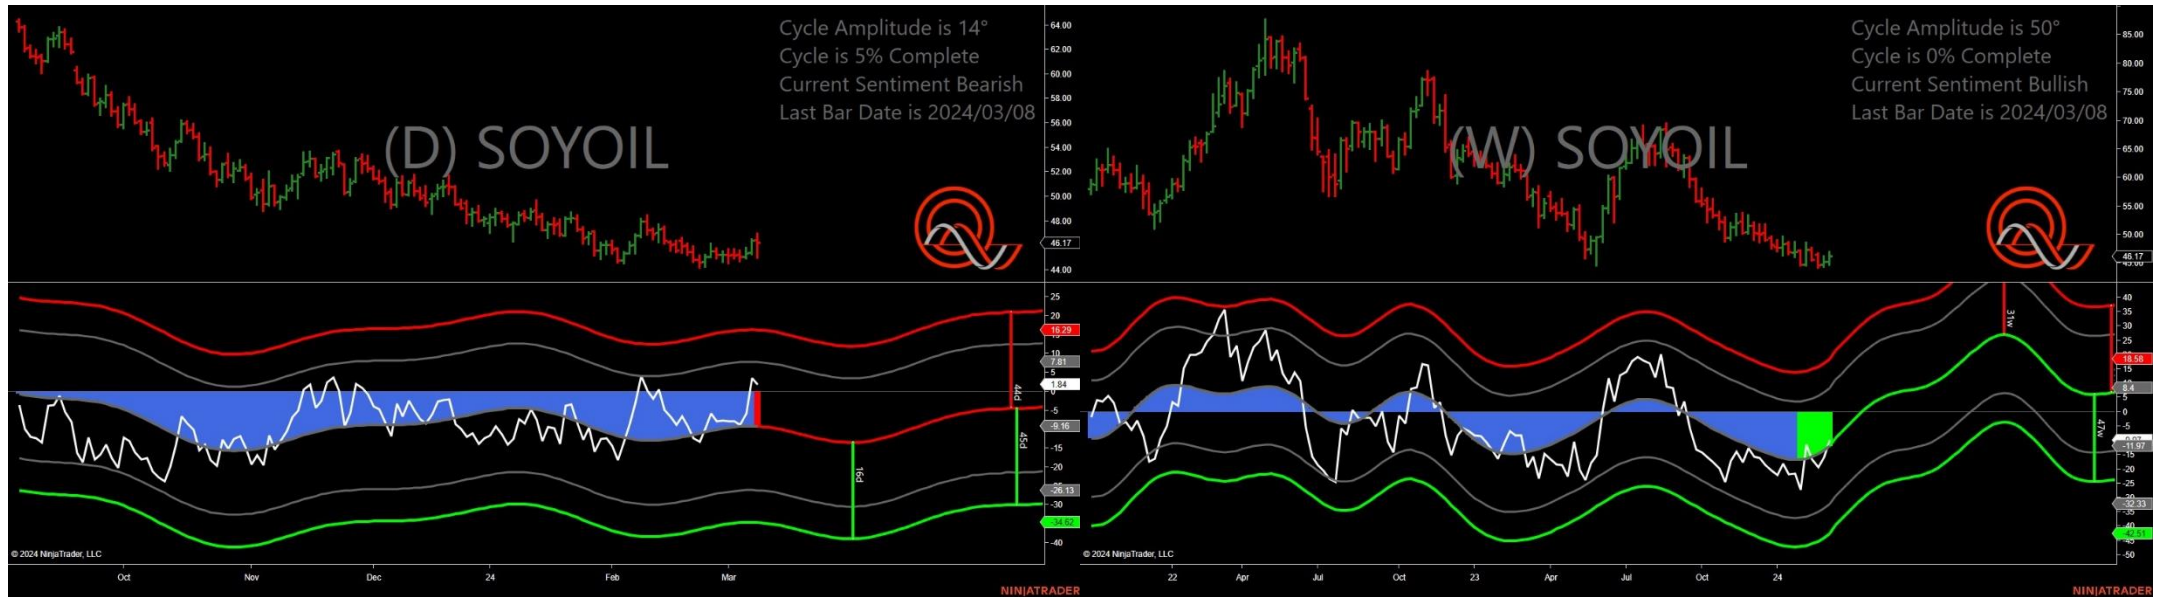 Cycle Amplitude is 14°
Cycle is 5% Complete
Current Sentiment Bearish
Last Bar Date is 2024/03/08
(D) SOYOIL
64.00
62.00
60.00
58.00
56.00
54.00
52.00
50.00
48.00
46.17
44.00
25
20
16.29
10
7.81
5
1.84
0
-5
-9.16
-15
-20
-26.13
-30
-34.62
-40
44d
45d
16d
© 2024 NinjaTrader, LLC
Oct
Nov
Dec
24
Feb
Mar
NINJATRADER
Cycle Amplitude is 50°
Cycle is 0% Complete
Current Sentiment Bullish
Last Bar Date is 2024/03/08
(W) SOYOIL
85.00
80.00
75.00
70.00
65.00
60.00
55.00
50.00
46.17
40
35
30
25
18.58
15
8.4
5
0
-5
-11.97
-15
-20
-25
-32.33
-35
-40
-42.51
-50
31w
47w
© 2024 NinjaTrader, LLC
22
Apr
Jul
Oct
23
Apr
Jul
Oct
24
NINJATRADER